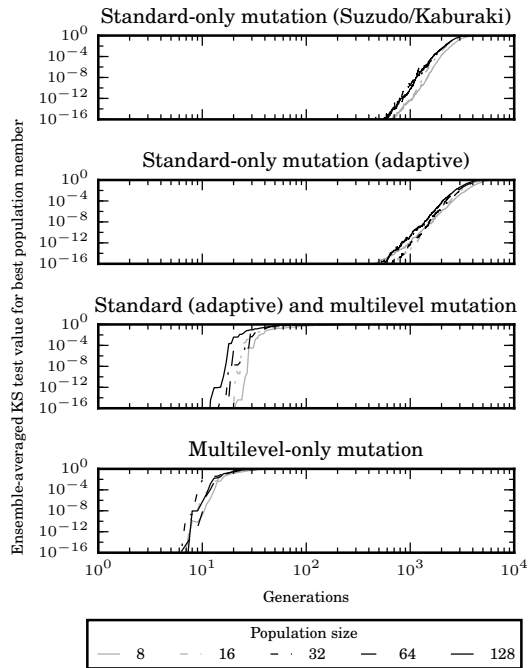 Standard-only mutation (Suzudo/Kaburaki)
10^0
10^−4
10^−8
10^−12
10^−16
Standard-only mutation (adaptive)
10^0
10^−4
10^−8
10^−12
10^−16
Standard (adaptive) and multilevel mutation
10^0
10^−4
10^−8
10^−12
10^−16
Multilevel-only mutation
10^0
10^−4
10^−8
10^−12
10^−16
Ensemble-averaged KS test value for best population member
10^0 10^1 10^2 10^3 10^4
Generations
Population size
8 16 32 64 128